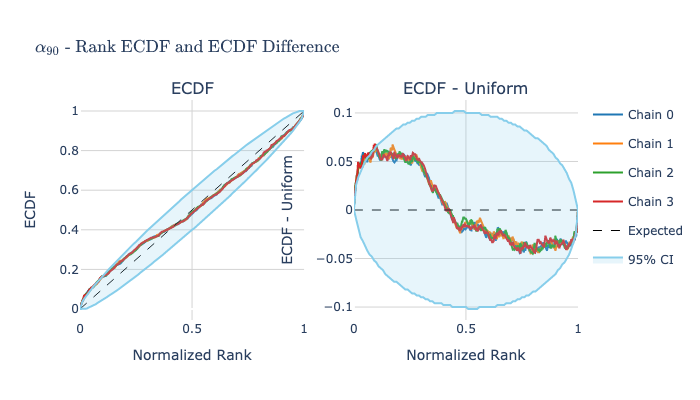 α90 - Rank ECDF and ECDF Difference
ECDF
ECDF
1
0.8
0.6
0.4
0.2
0
0
0.5
1
Normalized Rank
ECDF - Uniform
ECDF - Uniform
0.1
0.05
0
−0.05
−0.1
0
0.5
1
Normalized Rank
Chain 0
Chain 1
Chain 2
Chain 3
Expected
95% CI